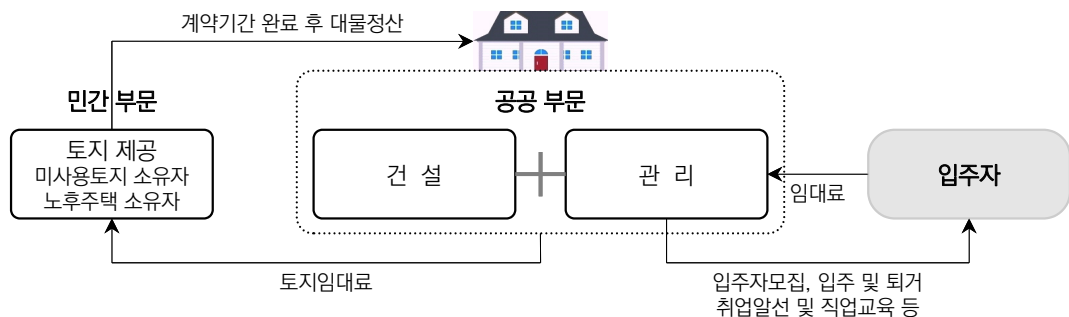 계약기간 완료 후 대물정산
민간 부문
공공 부문
토지 제공
미사용토지 소유자
노후주택 소유자
건 설
관 리
입주자
임대료
토지임대료
입주자모집, 입주 및 퇴거
취업알선 및 직업교육 등